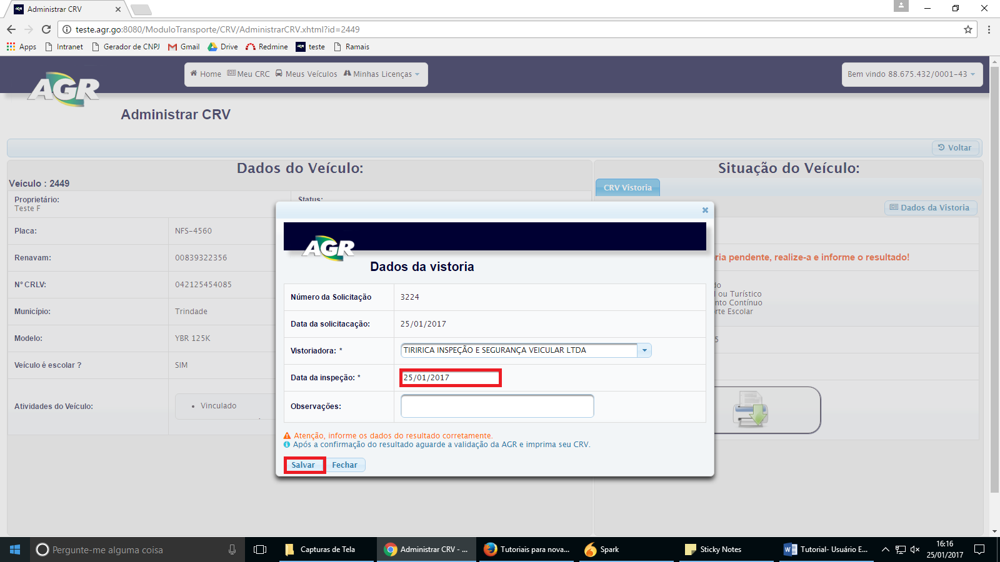 Administrar CRV
teste.agr.go:8080/ModuloTransporte/CRV/AdministrarCRV.xhtml?id=2449
Apps Intranet Gerador de CNPJ Gmail Drive Redmine teste Ramais
AGR
Home Meu CRC Meus Veículos Minhas Licenças
Bem vindo 88.675.432/0001-43
Administrar CRV
Voltar
Dados do Veículo:
Veículo : 2449
Proprietário:
Teste F
Status:
Placa: NFS-4560
Renavam: 00839322356
Nº CRLV: 042125454085
Município: Trindade
Modelo: YBR 125K
Veículo é escolar ? SIM
Atividades do Veículo: • Vinculado
Situação do Veículo:
CRV Vistoria
Dados da Vistoria
ria pendente, realize-a e informe o resultado!
do
l ou Turístico
nto Contínuo
rte Escolar
5
AGR
Dados da vistoria
Número da Solicitação 3224
Data da solicitacação: 25/01/2017
Vistoriadora: * TIRIRICA INSPEÇÃO E SEGURANÇA VEICULAR LTDA
Data da inspeção: * 25/01/2017
Observações:
Atenção, informe os dados do resultado corretamente.
Após a confirmação do resultado aguarde a validação da AGR e imprima seu CRV.
Salvar Fechar
Pergunte-me alguma coisa
Capturas de Tela
Administrar CRV - ...
Tutoriais para nova...
Spark
Sticky Notes
Tutorial- Usuário E...
16:16
25/01/2017